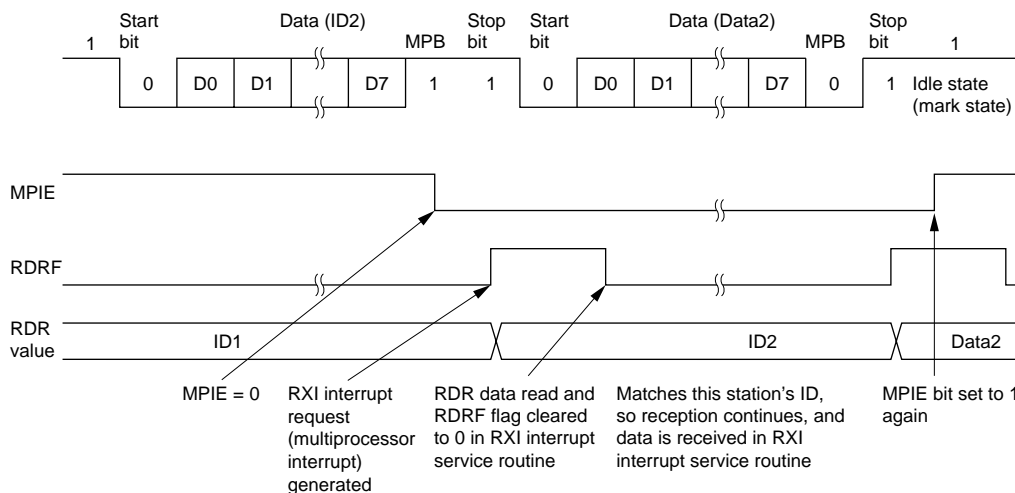 1
Start
bit
Data (ID2)
MPB
Stop
bit
Start
bit
Data (Data2)
MPB
Stop
bit
1
0 D0 D1 D7 1 1 0 D0 D1 D7 0 1
Idle state
(mark state)
MPIE
RDRF
RDR
value
ID1
ID2
Data2
MPIE = 0
RXI interrupt
request
(multiprocessor
interrupt)
generated
RDR data read and
RDRF flag cleared
to 0 in RXI interrupt
service routine
Matches this station's ID,
so reception continues, and
data is received in RXI
interrupt service routine
MPIE bit set to 1
again